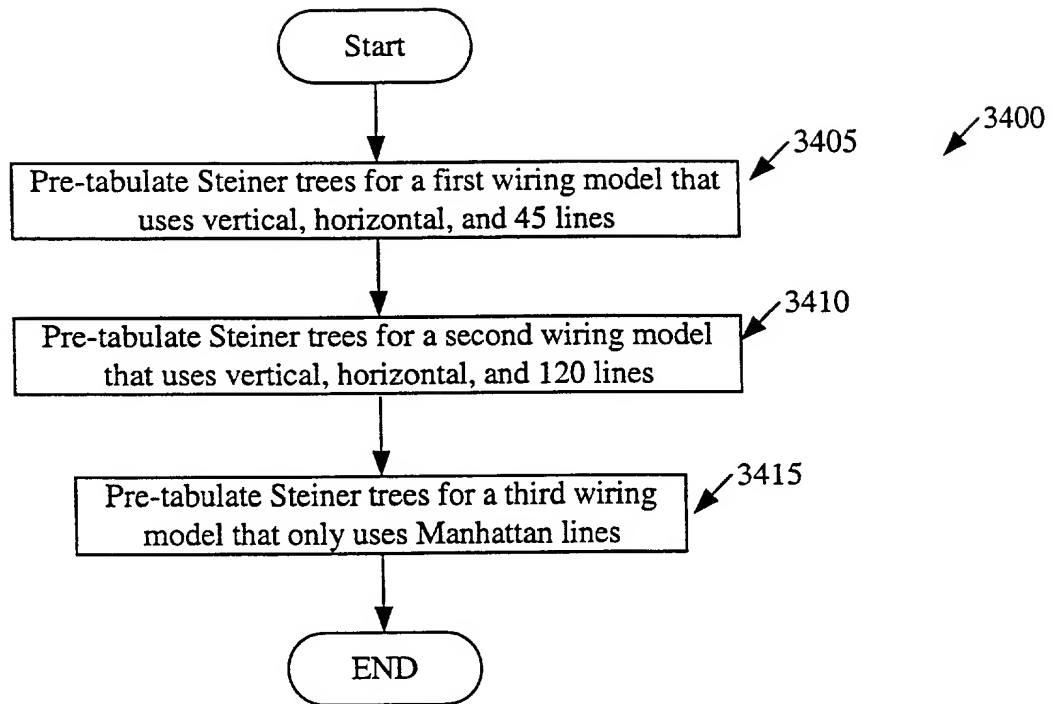 Start
3400
3405
Pre-tabulate Steiner trees for a first wiring model that
uses vertical, horizontal, and 45 lines
3410
Pre-tabulate Steiner trees for a second wiring model
that uses vertical, horizontal, and 120 lines
3415
Pre-tabulate Steiner trees for a third wiring
model that only uses Manhattan lines
END